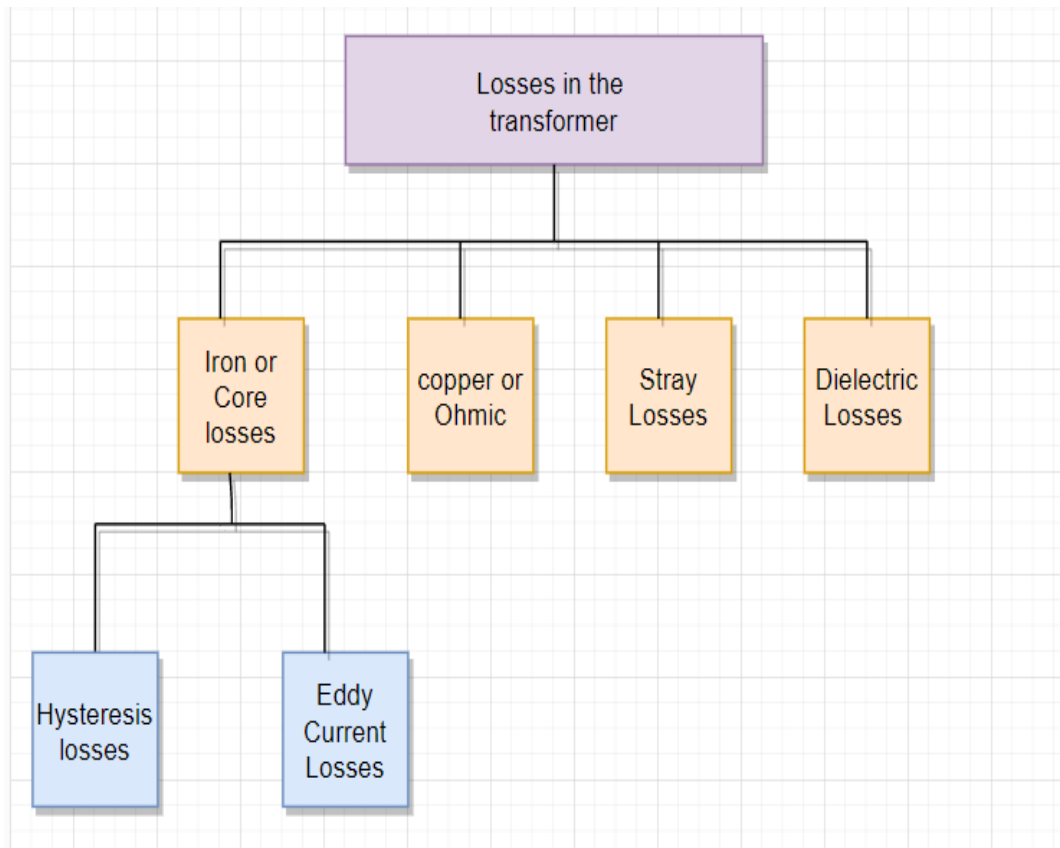 Losses in the
transformer
Iron or
Core
losses
copper or
Ohmic
Stray
Losses
Dielectric
Losses
Hysteresis
losses
Eddy
Current
Losses